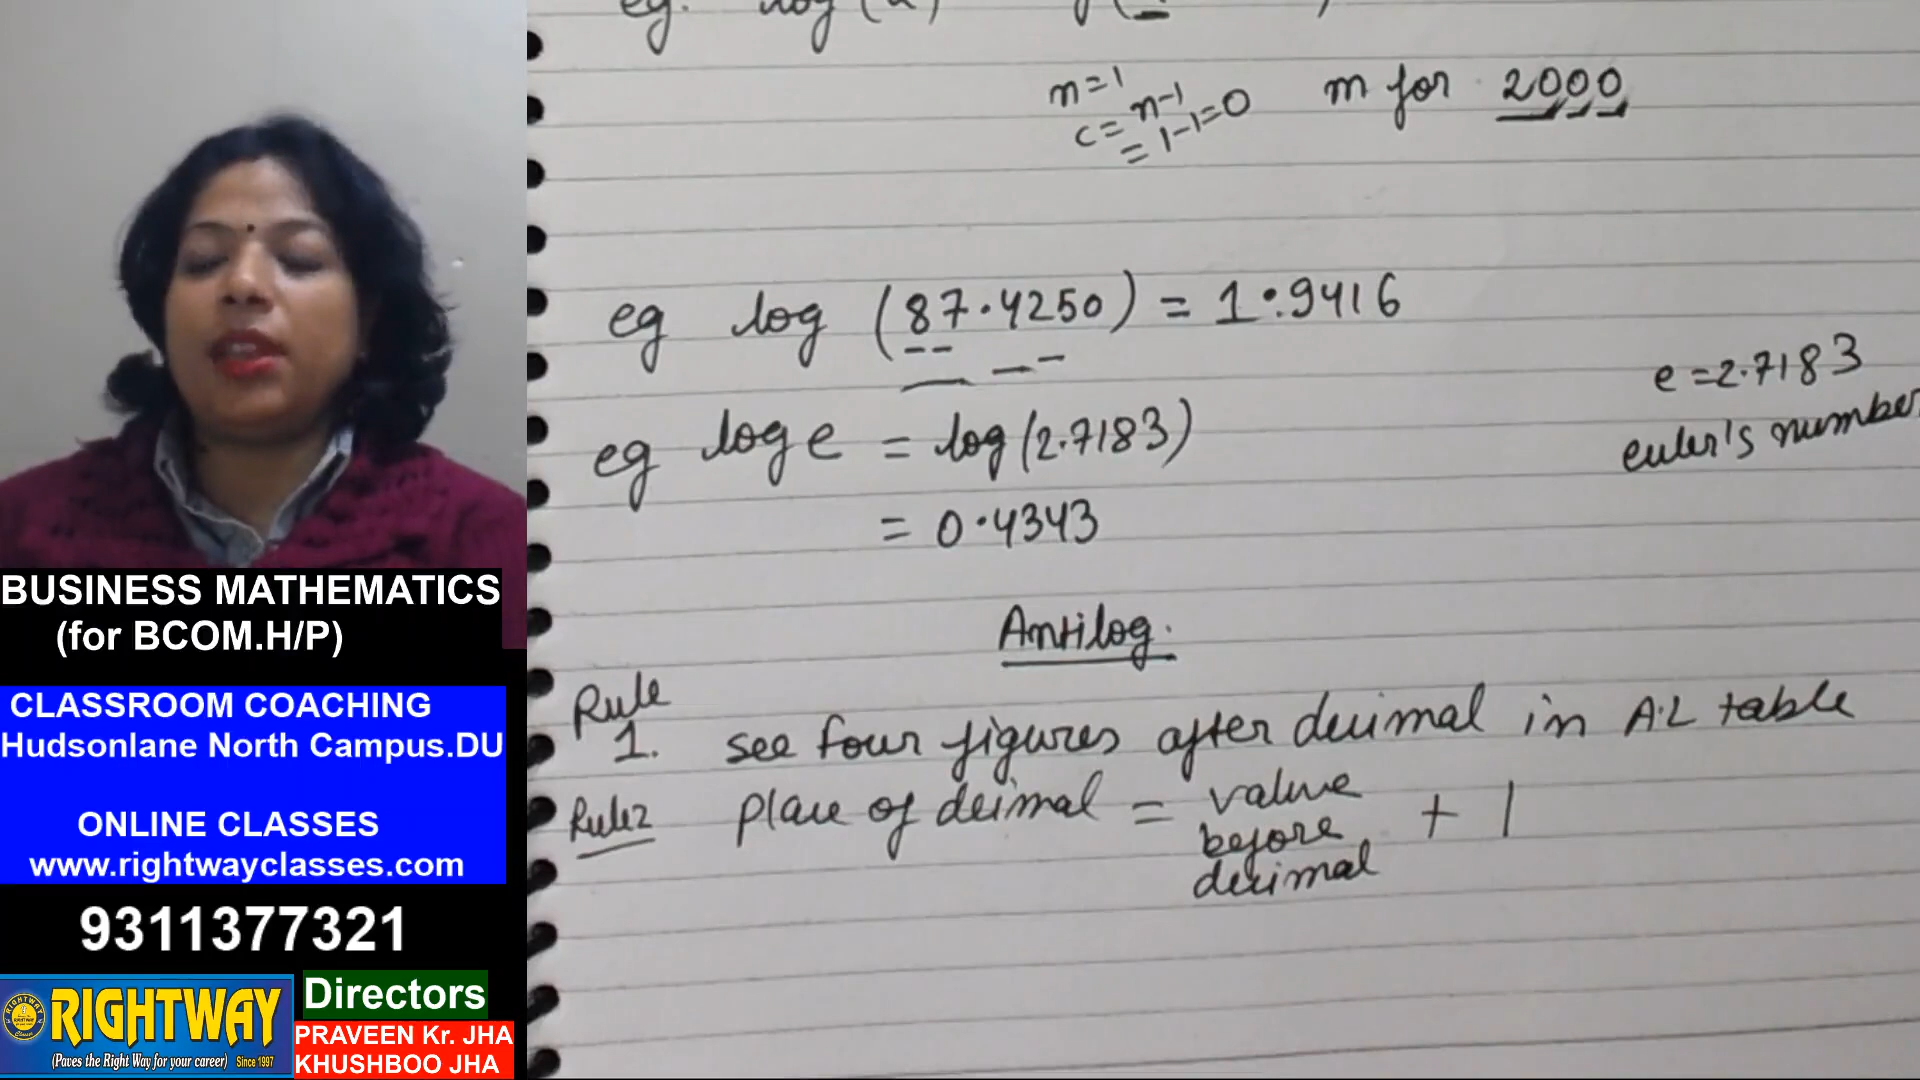 eg.
n=1
c= n-1
= 1-1=0
m for 2000
eg log (87.4250) = 1.9416
e = 2.7183
euler's number
eg log e = log(2.7183)
= 0.4343
Antilog.
Rule
1. see four figures after decimal in A.L table
Rule2 place of deimal = value before decimal + 1
BUSINESS MATHEMATICS
(for BCOM.H/P)
CLASSROOM COACHING
Hudsonlane North Campus.DU
ONLINE CLASSES
www.rightwayclasses.com
9311377321
RIGHTWAY
(Paves the Right Way for your career) Since 1997
Directors
PRAVEEN Kr. JHA
KHUSHBOO JHA